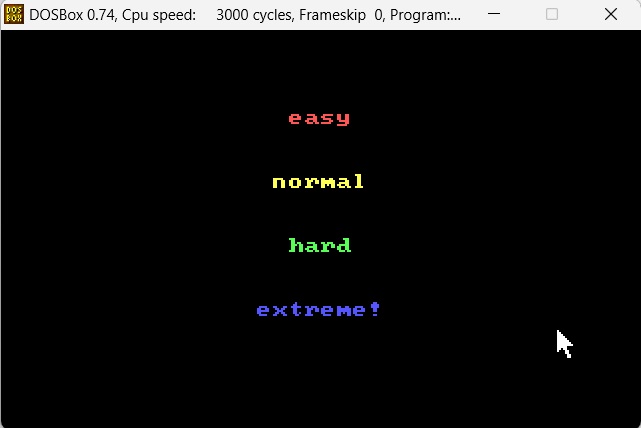 DOSBox 0.74, Cpu speed: 3000 cycles, Frameskip 0, Program:...
easy
normal
hard
extreme!